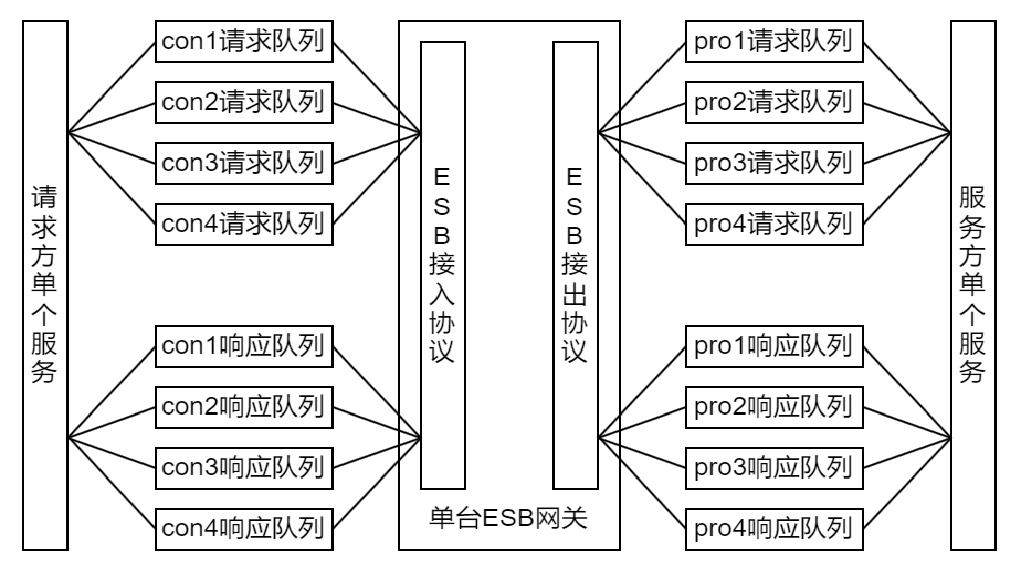 请求方单个服务
con1请求队列
con2请求队列
con3请求队列
con4请求队列
con1响应队列
con2响应队列
con3响应队列
con4响应队列
ESB接入协议
ESB接出协议
单台ESB网关
pro1请求队列
pro2请求队列
pro3请求队列
pro4请求队列
pro1响应队列
pro2响应队列
pro3响应队列
pro4响应队列
服务方单个服务